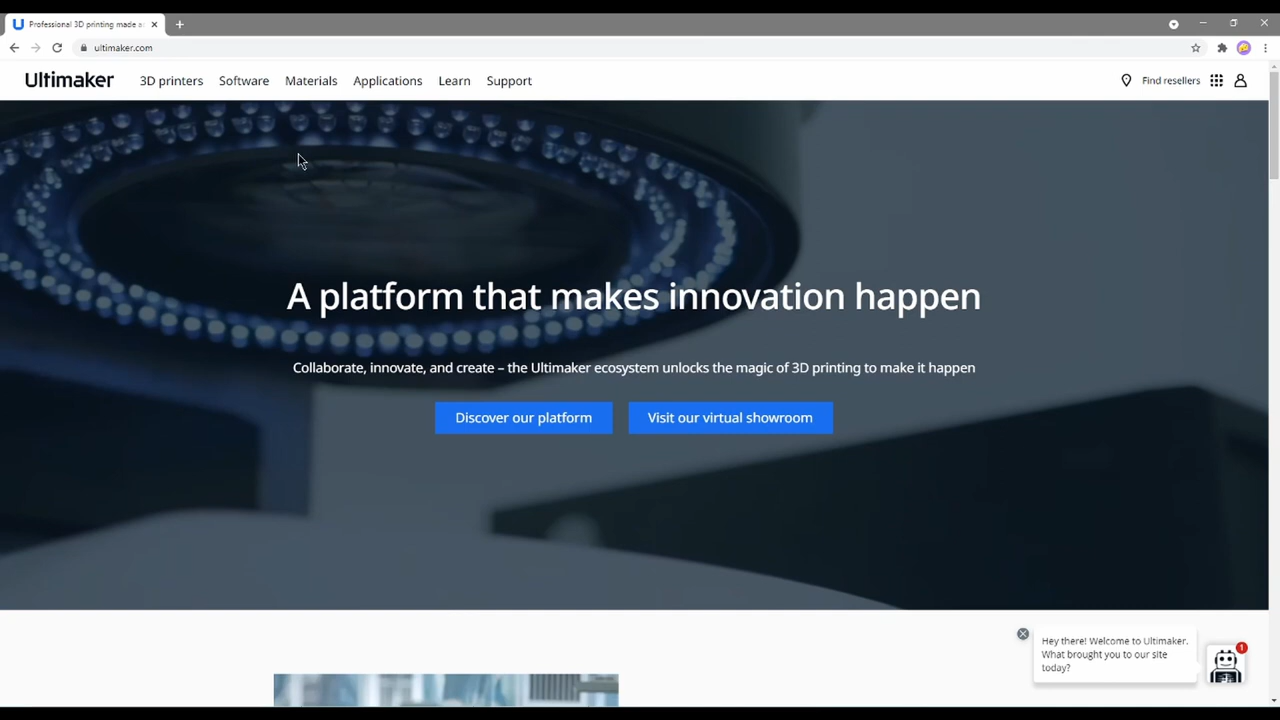 Professional 3D printing made a
ultimaker.com
Ultimaker 3D printers Software Materials Applications Learn Support Find resellers
A platform that makes innovation happen
Collaborate, innovate, and create – the Ultimaker ecosystem unlocks the magic of 3D printing to make it happen
Discover our platform Visit our virtual showroom
Hey there! Welcome to Ultimaker.
What brought you to our site
today?
1